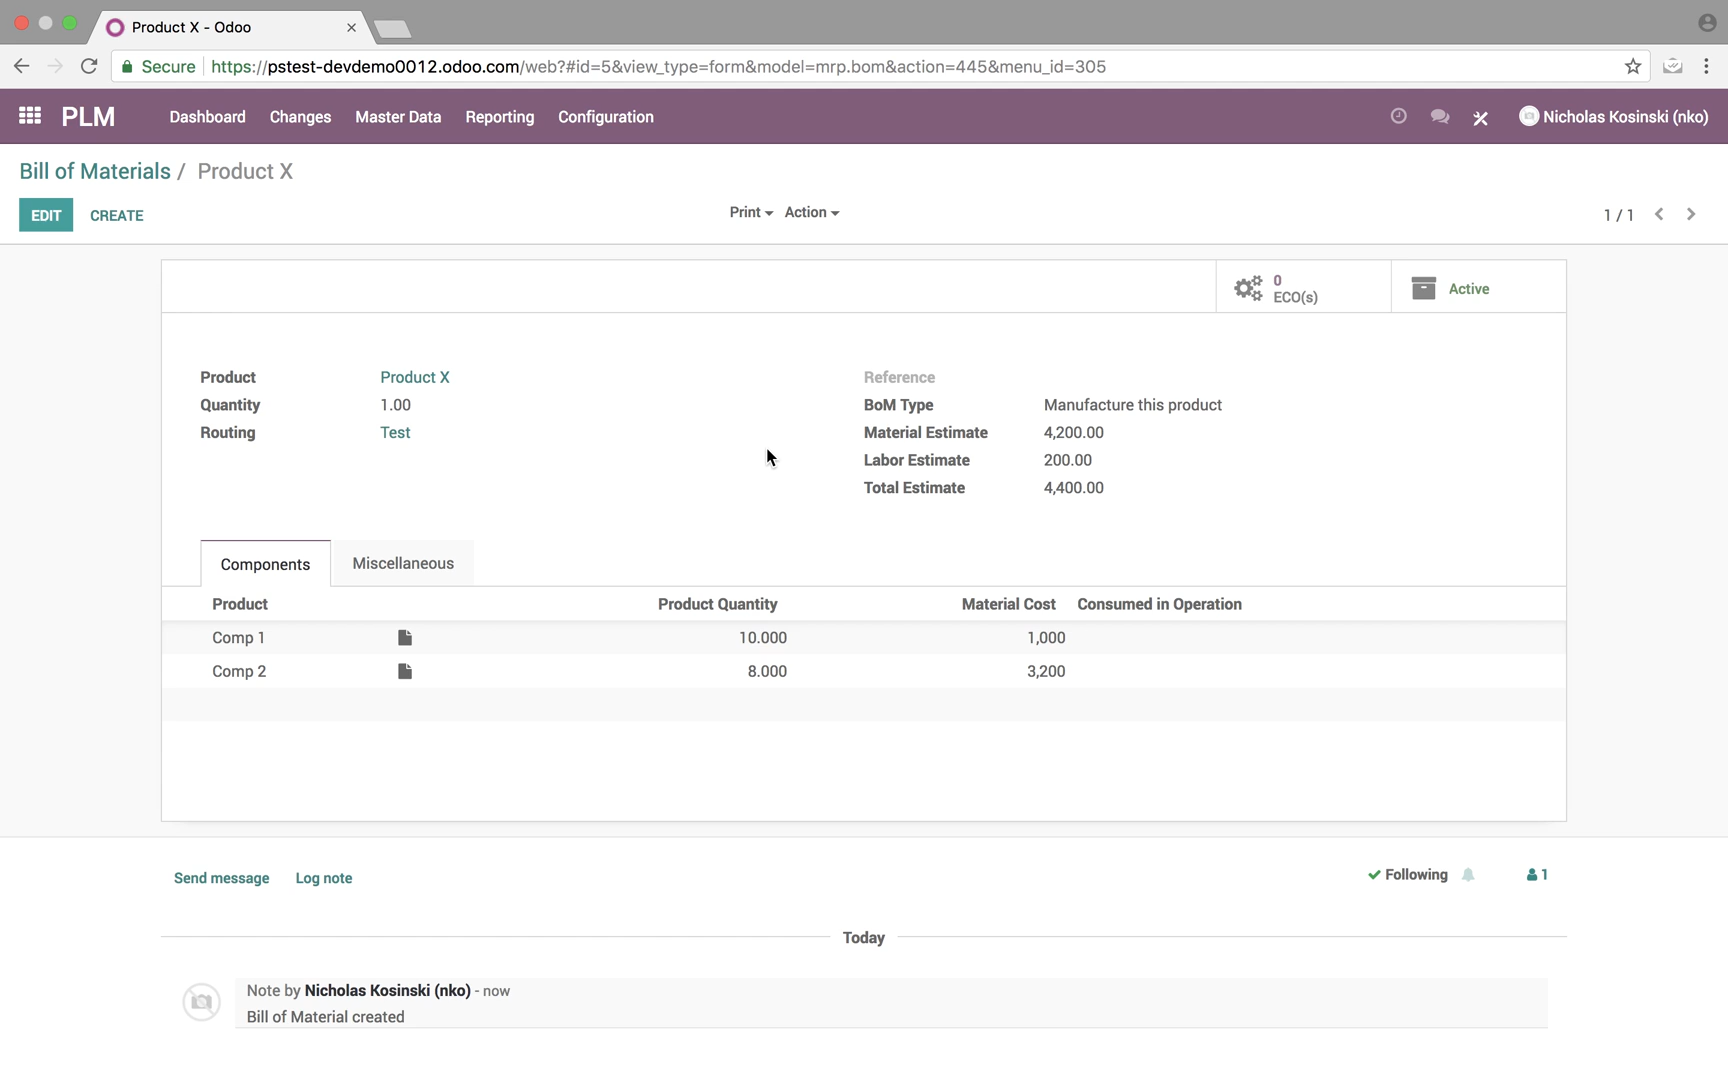 Product X - Odoo
Secure https://pstest-devdemo0012.odoo.com/web?#id=5&view_type=form&model=mrp.bom&action=445&menu_id=305
PLM Dashboard Changes Master Data Reporting Configuration Nicholas Kosinski (nko)
Bill of Materials / Product X
EDIT CREATE Print Action 1 / 1
0
ECO(s) Active
Product Product X Reference
Quantity 1.00 BoM Type Manufacture this product
Routing Test Material Estimate 4,200.00
Labor Estimate 200.00
Total Estimate 4,400.00
Components Miscellaneous
Product Product Quantity Material Cost Consumed in Operation
Comp 1 10.000 1,000
Comp 2 8.000 3,200
Send message Log note Following 1
Today
Note by Nicholas Kosinski (nko) - now
Bill of Material created